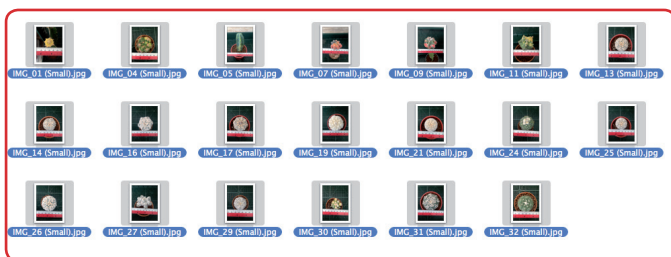 IMG_01 (Small).jpg IMG_04 (Small).jpg IMG_05 (Small).jpg IMG_07 (Small).jpg IMG_09 (Small).jpg IMG_11 (Small).jpg IMG_13 (Small).jpg
IMG_14 (Small).jpg IMG_16 (Small).jpg IMG_17 (Small).jpg IMG_19 (Small).jpg IMG_21 (Small).jpg IMG_24 (Small).jpg IMG_25 (Small).jpg
IMG_26 (Small).jpg IMG_27 (Small).jpg IMG_29 (Small).jpg IMG_30 (Small).jpg IMG_31 (Small).jpg IMG_32 (Small).jpg